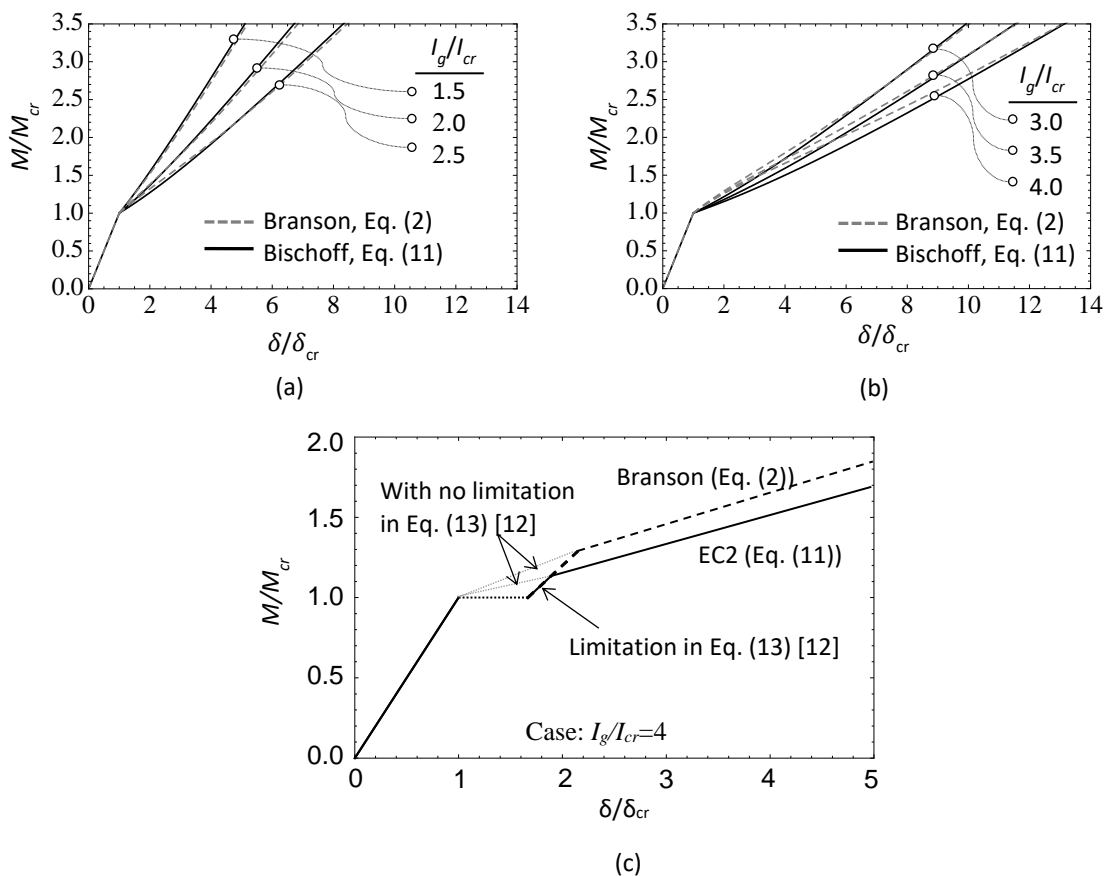 3.5
3.0
2.5
2.0
1.5
1.0
0.5
0.0
M/Mcr
Ig/Icr
1.5
2.0
2.5
Branson, Eq. (2)
Bischoff, Eq. (11)
0 2 4 6 8 10 12 14
δ/δcr
(a)
3.5
3.0
2.5
2.0
1.5
1.0
0.5
0.0
M/Mcr
Ig/Icr
3.0
3.5
4.0
Branson, Eq. (2)
Bischoff, Eq. (11)
0 2 4 6 8 10 12 14
δ/δcr
(b)
2.0
1.5
1.0
0.5
0.0
M/Mcr
With no limitation
in Eq. (13) [12]
Branson (Eq. (2))
EC2 (Eq. (11))
Limitation in Eq. (13) [12]
Case: Ig/Icr=4
0 1 2 3 4 5
δ/δcr
(c)